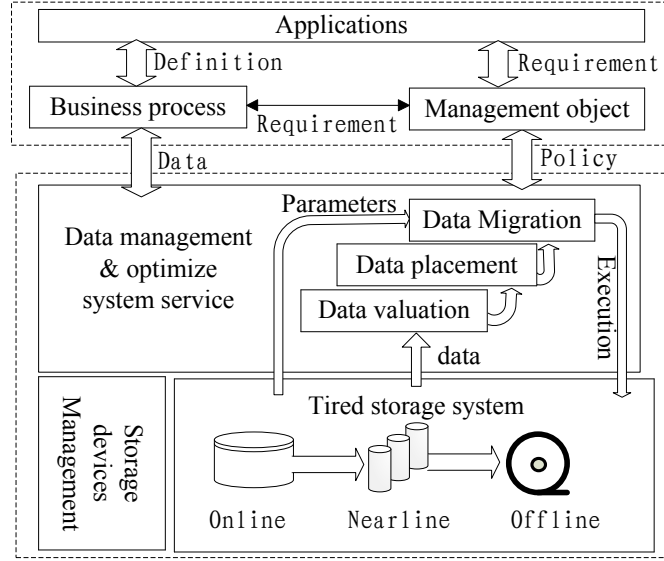 Applications
Definition
Requirement
Business process
Management object
Requirement
Data
Policy
Parameters
Data Migration
Data management
& optimize
system service
Data placement
Data valuation
Execution
data
Storage
devices
Management
Tired storage system
Online
Nearline
Offline